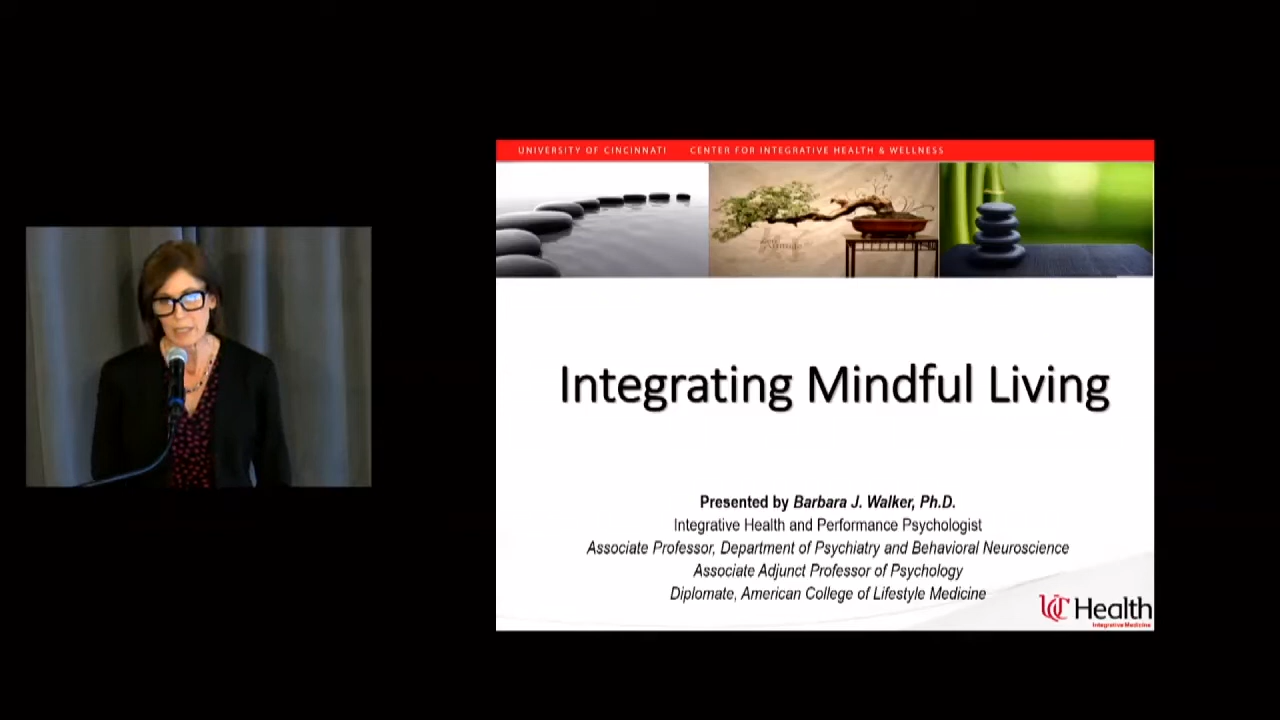 UNIVERSITY OF CINCINNATI CENTER FOR INTEGRATIVE HEALTH & WELLNESS
Integrating Mindful Living
Presented by Barbara J. Walker, Ph.D.
Integrative Health and Performance Psychologist
Associate Professor, Department of Psychiatry and Behavioral Neuroscience
Associate Adjunct Professor of Psychology
Diplomate, American College of Lifestyle Medicine
UC Health
Integrative Medicine